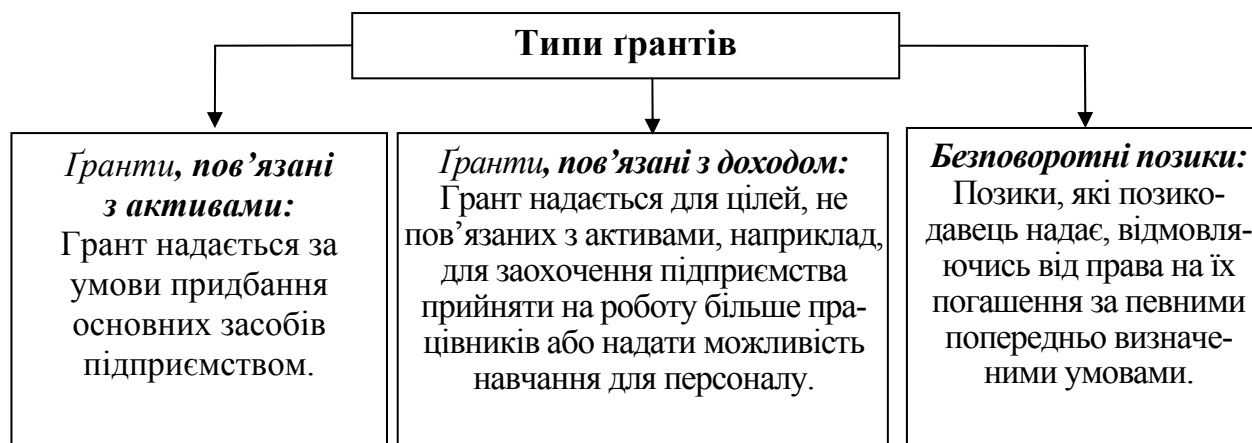 Типи ґрантів
Ґранти, пов’язані
з активами:
Грант надається за
умови придбання
основних засобів
підприємством.
Ґранти, пов’язані з доходом:
Грант надається для цілей, не
пов’язаних з активами, наприклад,
для заохочення підприємства
прийняти на роботу більше пра-
цівників або надати можливість
навчання для персоналу.
Безповоротні позики:
Позики, які позико-
давець надає, відмовля-
ючись від права на їх
погашення за певними
попередньо визначе-
ними умовами.